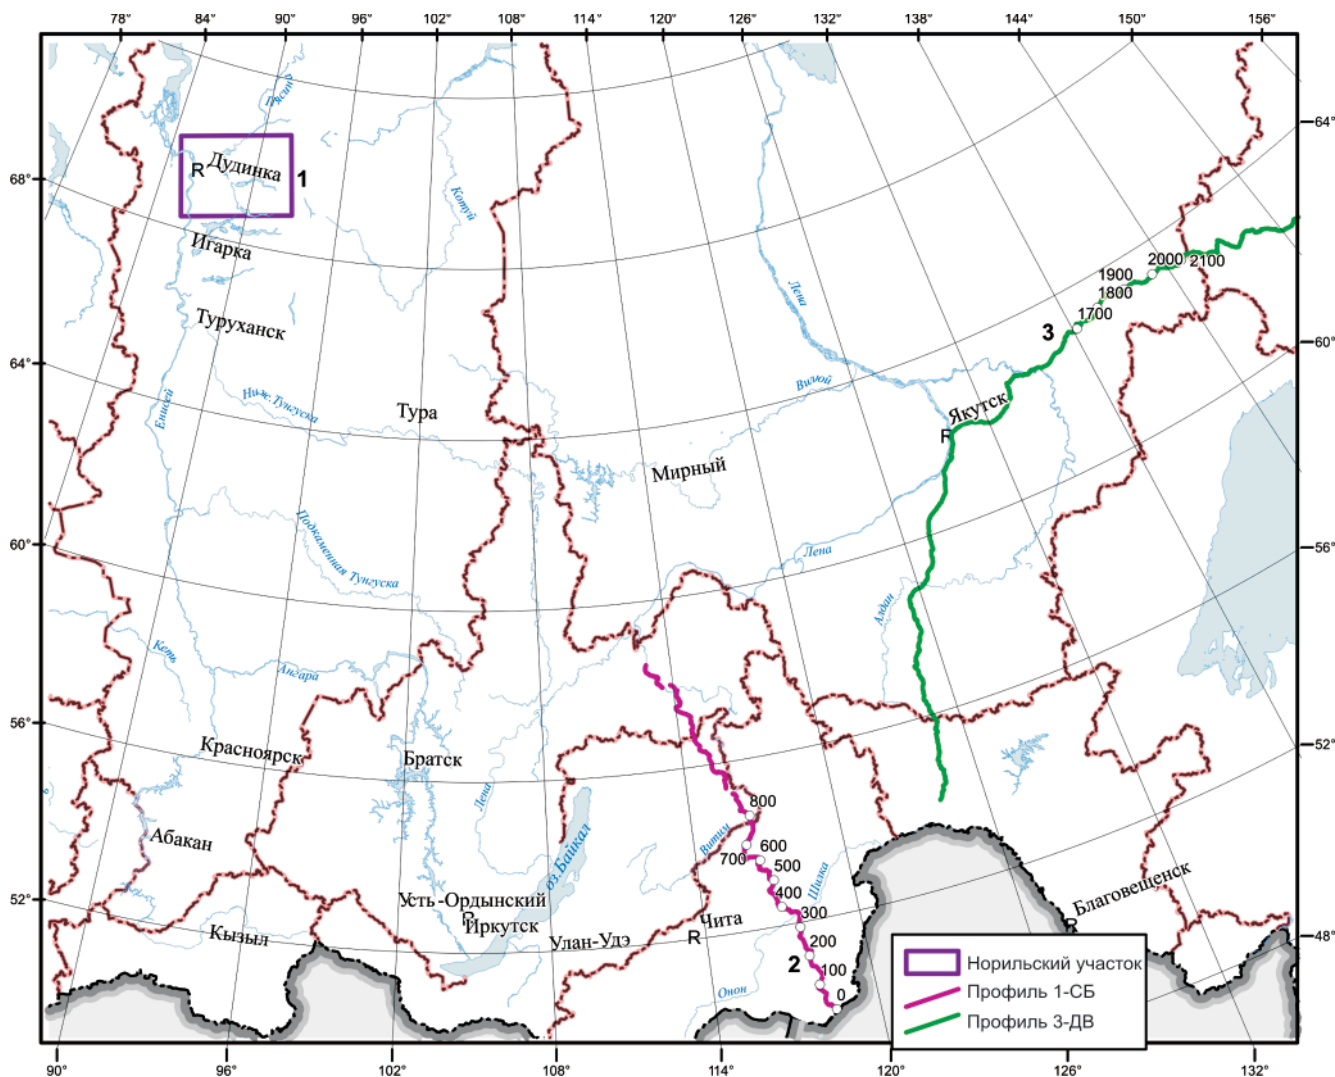 78° 84° 90° 96° 102° 108° 114° 120° 126° 132° 138° 144° 150° 156°
Пясина
64°
R Дудинка 1
68°
Котуй
Игарка
2000 2100
1900
1800
1700
Лена
3
Туруханск
60°
64°
Вилюй
Ниж. Тунгуска
Енисей
Тура
Якутск
R
Мирный
Подкаменная Тунгуска
60°
Лена
56°
Алдан
Кеть
Ангара
56°
Красноярск
Братск
52°
Лена
800
Абакан
Витим
700 600
500
оз.Байкал
Шилка
400
52°
Усть-Ордынский
R
Иркутск
300
Чита
R
Благовещенск
R
Кызыл
Улан-Удэ
200
48°
2
100
Онон
0
Норильский участок
Профиль 1-СБ
Профиль 3-ДВ
90° 96° 102° 108° 114° 120° 126° 132°